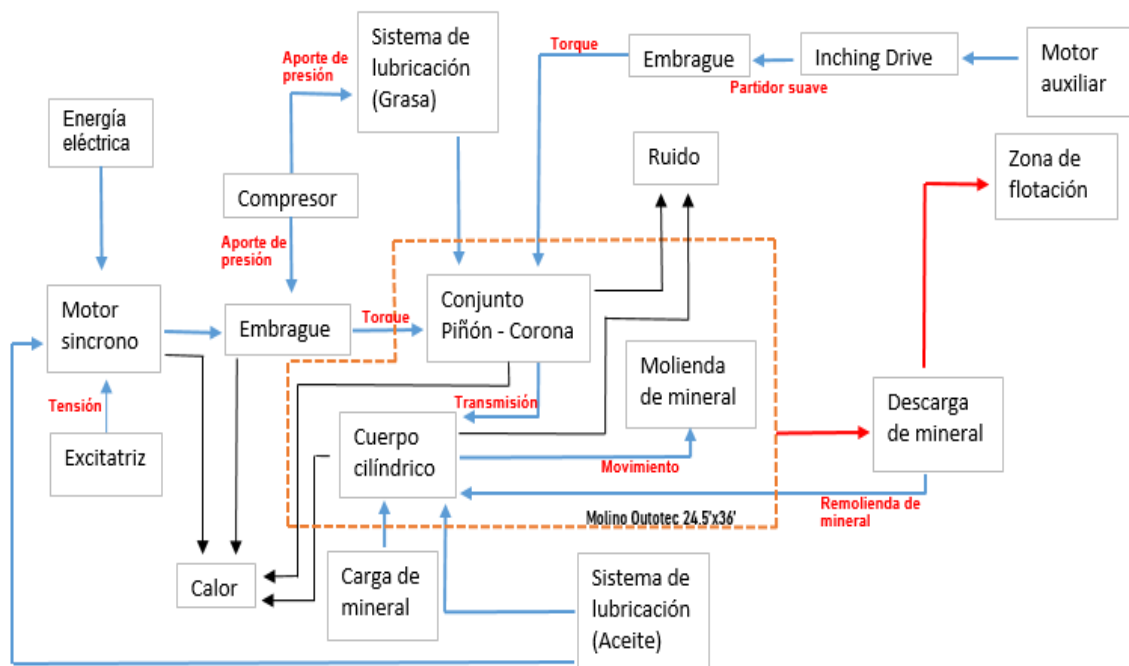 Aporte de
presión
Sistema de
lubricación
(Grasa)
Torque
Embrague
Partidor suave
Inching Drive
Motor
auxiliar
Energía
eléctrica
Ruido
Zona de
flotación
Compresor
Aporte de
presión
Motor
sincrono
Embrague
Torque
Conjunto
Piñón - Corona
Molienda
de mineral
Tensión
Excitatriz
Transmisión
Cuerpo
cilíndrico
Movimiento
Descarga
de mineral
Remolienda de
mineral
Molino Outotec 24.5'x36'
Calor
Carga de
mineral
Sistema de
lubricación
(Aceite)